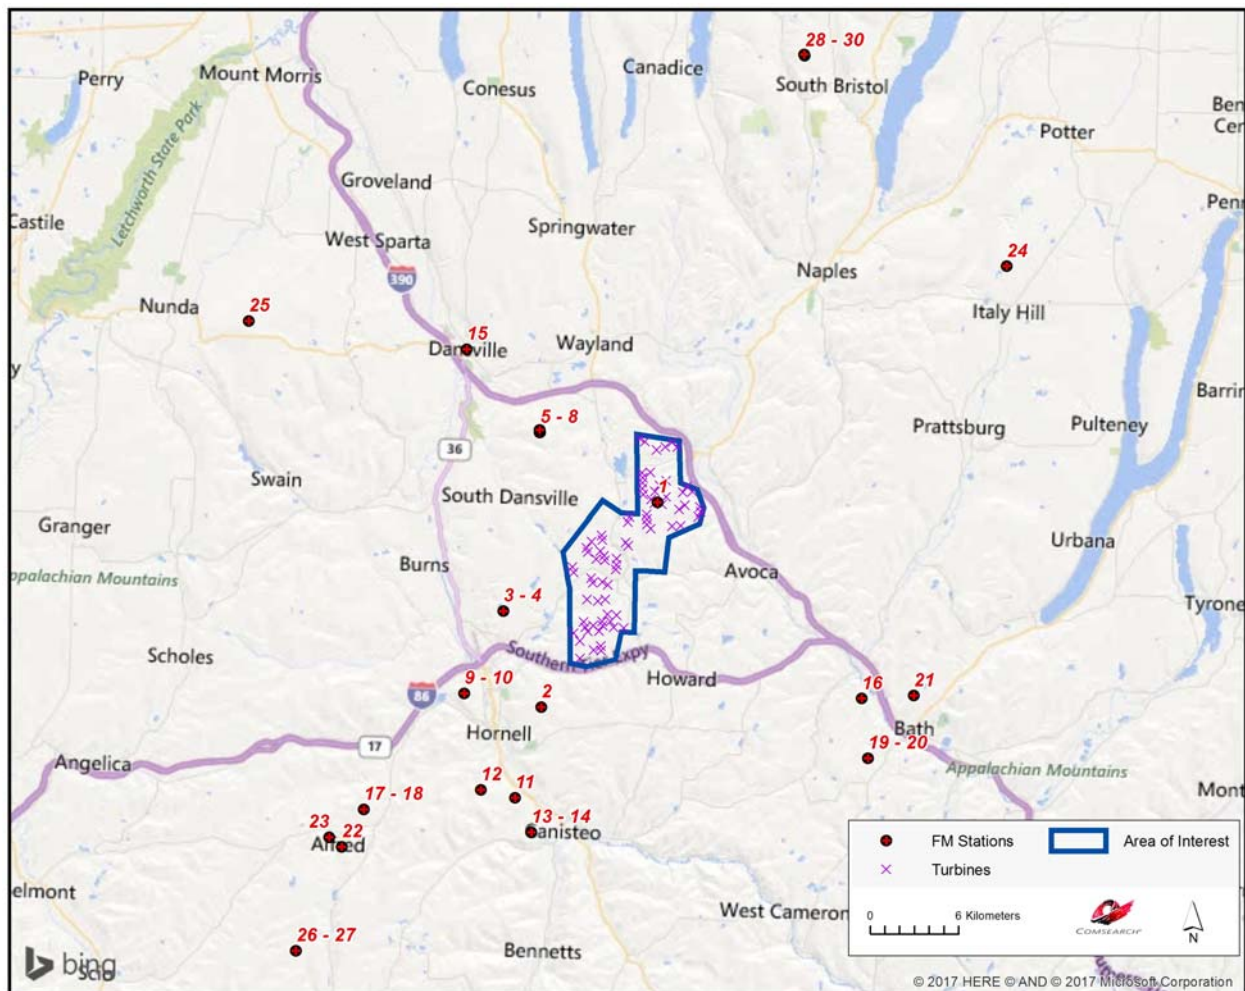 28 - 30
Perry
Mount Morris
Conesus
Canadice
South Bristol
Ben
Cen
Potter
Letchworth State Park
Groveland
Castile
West Sparta
Springwater
Penn
390
Naples
24
Nunda
25
Italy Hill
15
Dansville
Wayland
y
Barrin
5 - 8
Prattsburg
Pulteney
36
Swain
South Dansville
1
Granger
Urbana
Burns
Avoca
ppalachian Mountains
3 - 4
Tyrone
Scholes
Southern Tier Expy
Howard
9 - 10
86
2
16
21
Hornell
Bath
17
Angelica
19 - 20
Appalachian Mountains
12
11
Mont
17 - 18
13 - 14
Canisteo
23
22
Alfred
FM Stations
Area of Interest
Turbines
elmont
West Cameron
0
6 Kilometers
COMSEARCH
N
26 - 27
Bennetts
bing
Scio
© 2017 HERE © AND © 2017 Microsoft Corporation